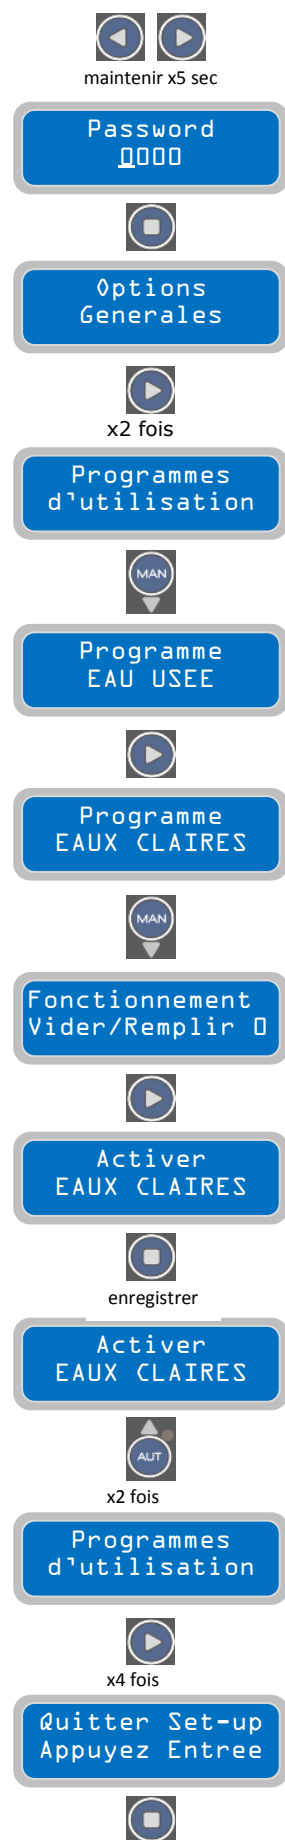 maintenir x5 sec
Password
0000
Options
Generales
x2 fois
Programmes
d'utilisation
MAN
Programme
EAU USEE
Programme
EAUX CLAIRES
MAN
Fonctionnement
Vider/Remplir 0
Activer
EAUX CLAIRES
enregistrer
Activer
EAUX CLAIRES
AUT
x2 fois
Programmes
d'utilisation
x4 fois
Quitter Set-up
Appuyez Entree